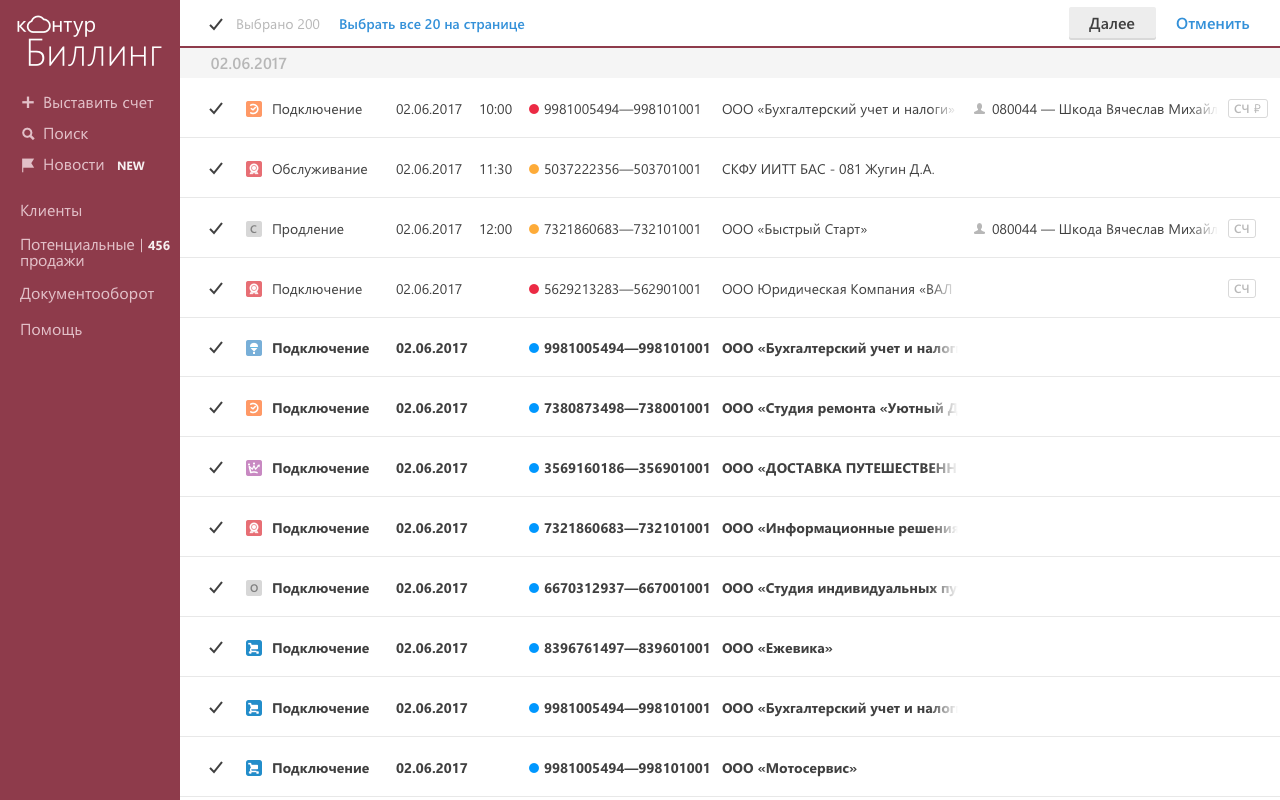 контур
Биллинг
Выставить счет
Поиск
Новости NEW
Клиенты
Потенциальные | 456
продажи
Документооборот
Помощь
Выбрано 200 Выбрать все 20 на странице Далее Отменить
02.06.2017
Подключение 02.06.2017 10:00 9981005494—998101001 ООО «Бухгалтерский учет и налоги» 080044 — Шкода Вячеслав Михайл СЧ ₽
Обслуживание 02.06.2017 11:30 5037222356—503701001 СКФУ ИИТТ БАС - 081 Жугин Д.А.
С Продление 02.06.2017 12:00 7321860683—732101001 ООО «Быстрый Старт» 080044 — Шкода Вячеслав Михайл СЧ
Подключение 02.06.2017 5629213283—562901001 ООО Юридическая Компания «ВАЛ СЧ
Подключение 02.06.2017 9981005494—998101001 ООО «Бухгалтерский учет и налог
Э Подключение 02.06.2017 7380873498—738001001 ООО «Студия ремонта «Уютный Д
Подключение 02.06.2017 3569160186—356901001 ООО «ДОСТАВКА ПУТЕШЕСТВЕНН
Подключение 02.06.2017 7321860683—732101001 ООО «Информационные решения
О Подключение 02.06.2017 6670312937—667001001 ООО «Студия индивидуальных пу
Подключение 02.06.2017 8396761497—839601001 ООО «Ежевика»
Подключение 02.06.2017 9981005494—998101001 ООО «Бухгалтерский учет и налог
Подключение 02.06.2017 9981005494—998101001 ООО «Мотосервис»